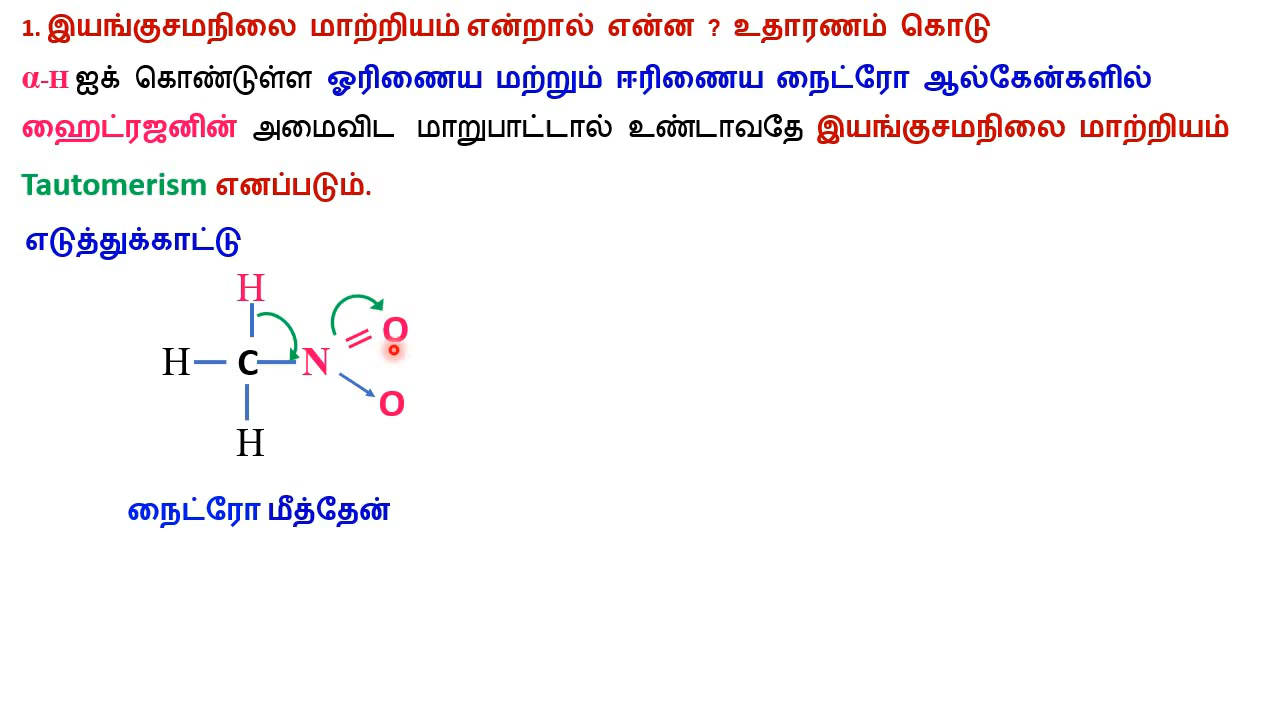 1. இயங்குசமநிலை மாற்றியம் என்றால் என்ன ? உதாரணம் கொடு
α-H ஐக் கொண்டுள்ள ஓரிணைய மற்றும் ஈரிணைய நைட்ரோ ஆல்கேன்களில்
ஹைட்ரஜனின் அமைவிட மாறுபாட்டால் உண்டாவதே இயங்குசமநிலை மாற்றியம்
Tautomerism எனப்படும்.
எடுத்துக்காட்டு
H
O
H C N
O
H
நைட்ரோ மீத்தேன்